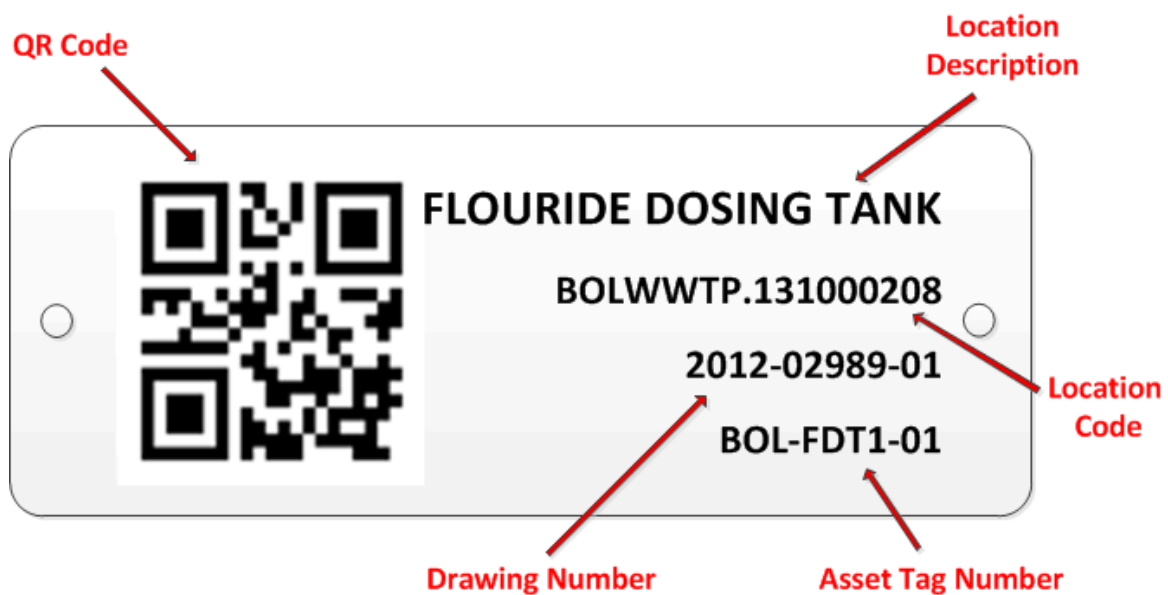 QR Code
Location
Description
FLOURIDE DOSING TANK
BOLWWTP.131000208
2012-02989-01
BOL-FDT1-01
Location
Code
Drawing Number
Asset Tag Number